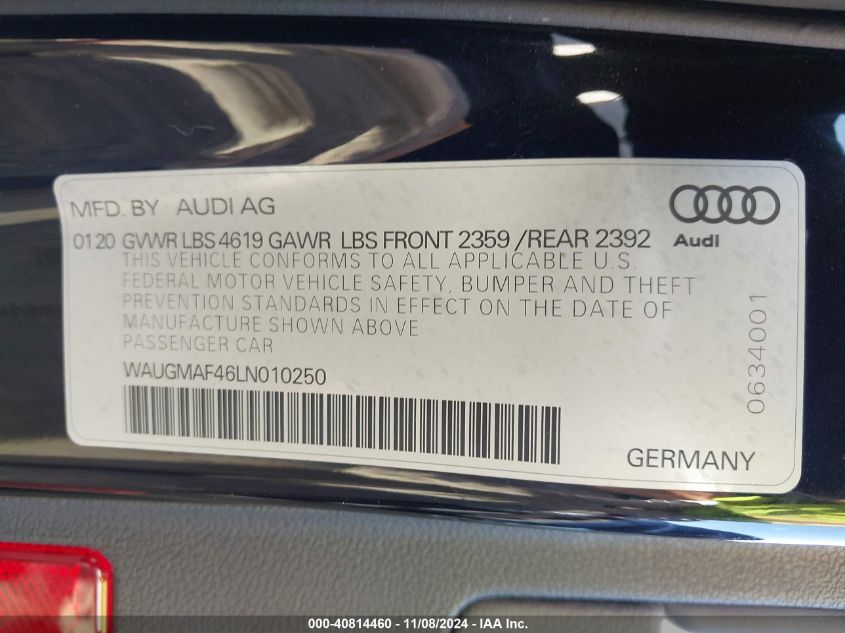 MFD. BY AUDI AG
Audi
0120 GVWR LBS 4619 GAWR LBS FRONT 2359 /REAR 2392
THIS VEHICLE CONFORMS TO ALL APPLICABLE U.S.
FEDERAL MOTOR VEHICLE SAFETY, BUMPER AND THEFT
PREVENTION STANDARDS IN EFFECT ON THE DATE OF
MANUFACTURE SHOWN ABOVE
PASSENGER CAR
WAUGMAF46LN010250
0634001
GERMANY
000-40814460 - 11/08/2024 - IAA Inc.